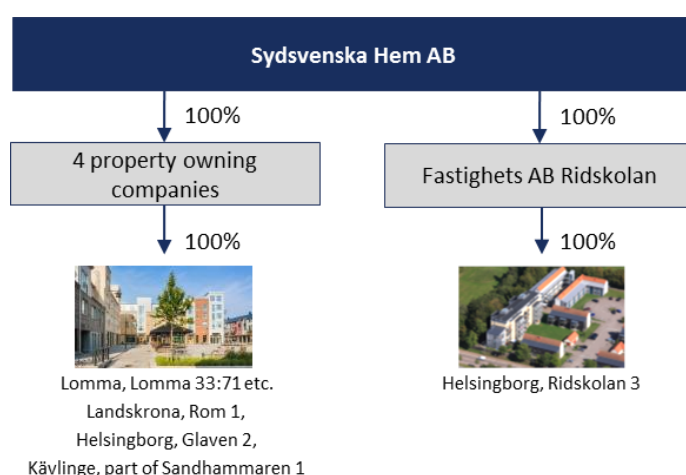 Sydsvenska Hem AB
100%
100%
4 property owning
companies
Fastighets AB Ridskolan
100%
100%
Lomma, Lomma 33:71 etc.
Landskrona, Rom 1,
Helsingborg, Glaven 2,
Kävlinge, part of Sandhammaren 1
Helsingborg, Ridskolan 3